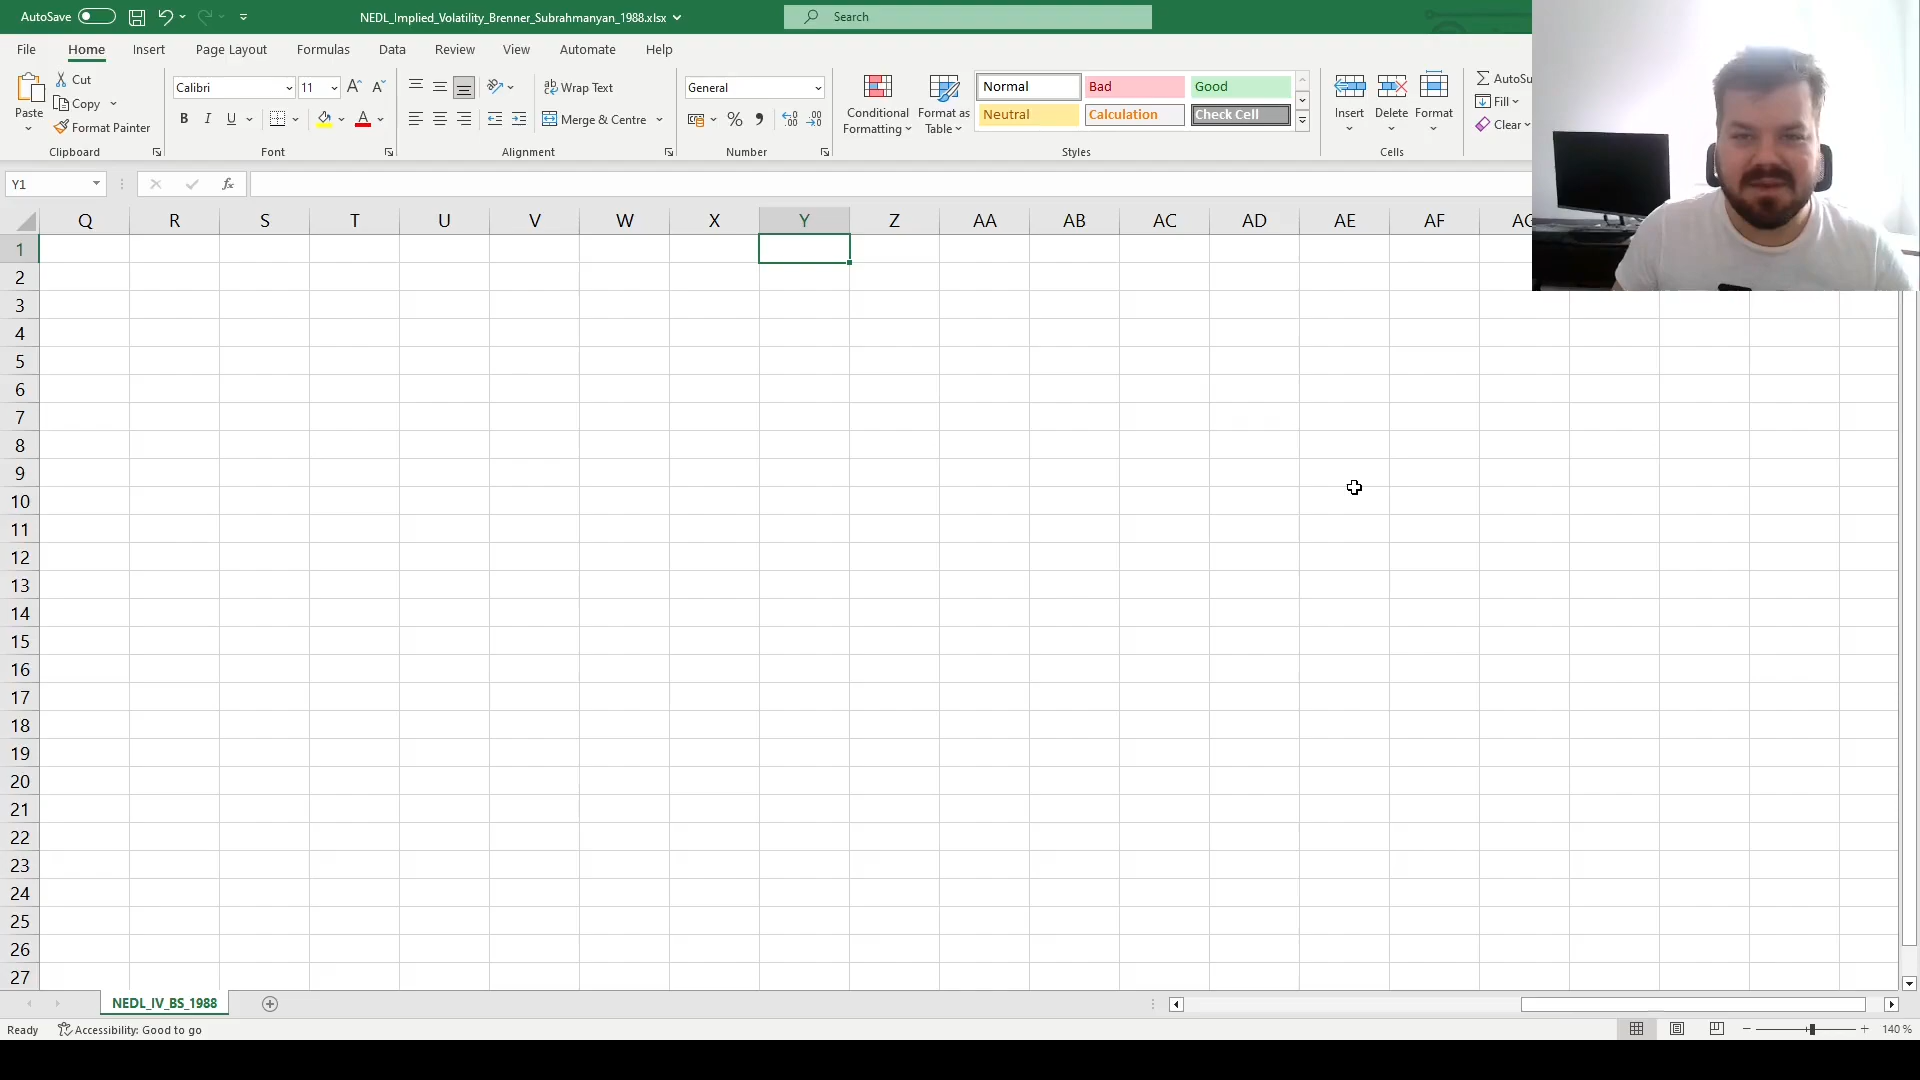 AutoSave
NEDL_Implied_Volatility_Brenner_Subrahmanyan_1988.xlsx
Search
File Home Insert Page Layout Formulas Data Review View Automate Help
Paste
Cut
Copy
Format Painter
Clipboard
Calibri 11
B I U
Font
Wrap Text
Merge & Centre
Alignment
General
Number
Conditional Formatting
Format as Table
Normal Bad Good
Neutral Calculation Check Cell
Styles
Insert Delete Format
Cells
AutoSu
Fill
Clear
Y1
fx
Q R S T U V W X Y Z AA AB AC AD AE AF AG
1
2
3
4
5
6
7
8
9
10
11
12
13
14
15
16
17
18
19
20
21
22
23
24
25
26
27
NEDL_IV_BS_1988
Ready Accessibility: Good to go
140 %